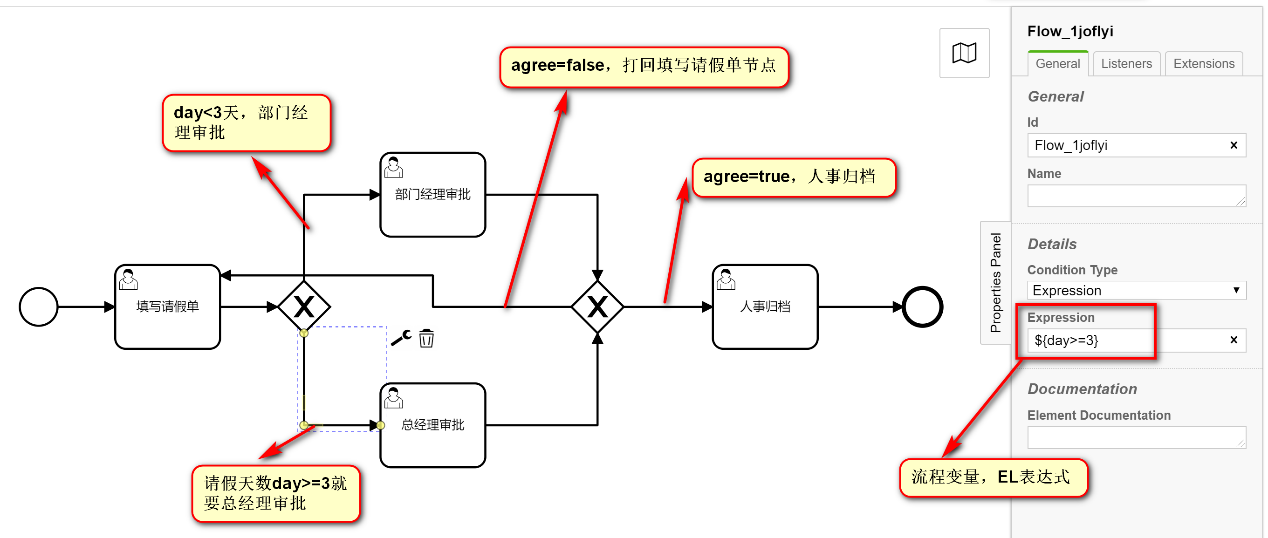 agree=false，打回填写请假单节点
day<3天，部门经
理审批
agree=true，人事归档
部门经理审批
填写请假单
人事归档
总经理审批
请假天数day>=3就
要总经理审批
流程变量，EL表达式
Properties Panel
Flow_1joflyi
General
Listeners
Extensions
General
Id
Flow_1joflyi
Name
Details
Condition Type
Expression
Expression
${day>=3}
Documentation
Element Documentation